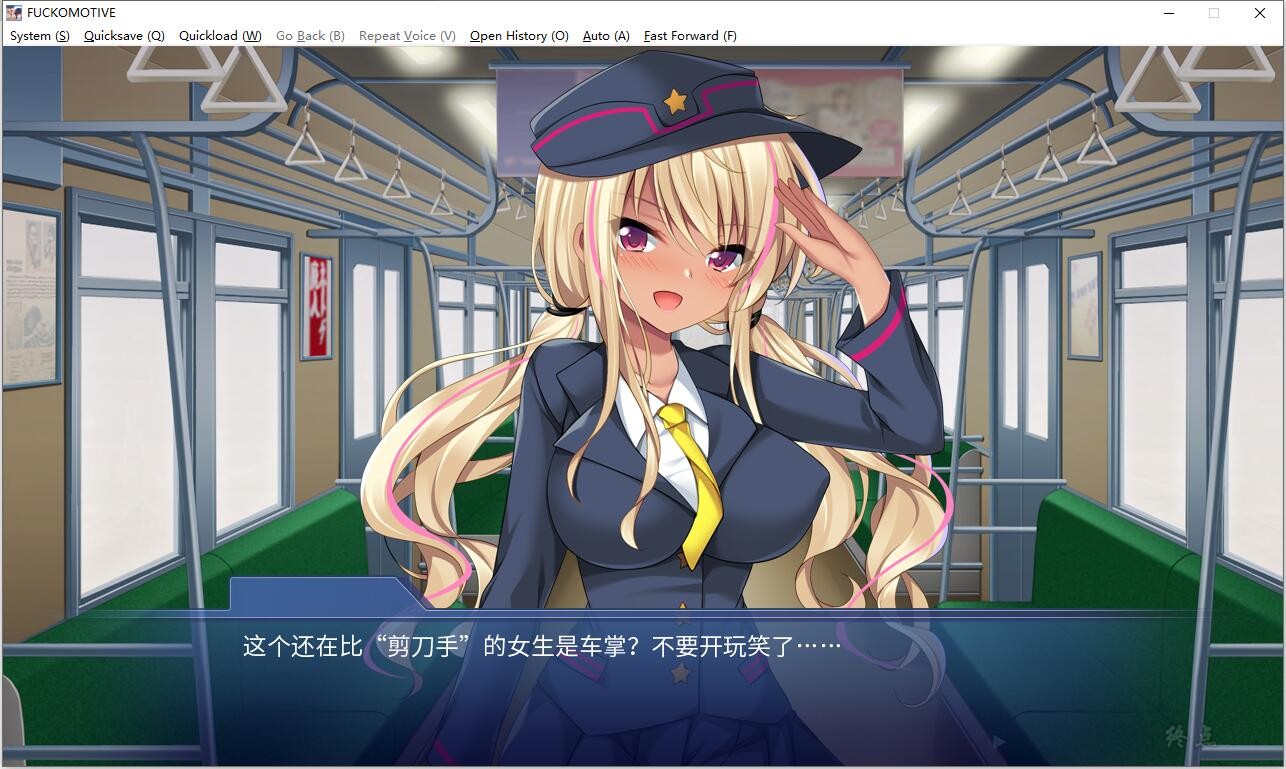 FUCKOMOTIVE
System (S) Quicksave (Q) Quickload (W) Go Back (B) Repeat Voice (V) Open History (O) Auto (A) Fast Forward (F)
这个还在比“剪刀手”的女生是车掌？不要开玩笑了……